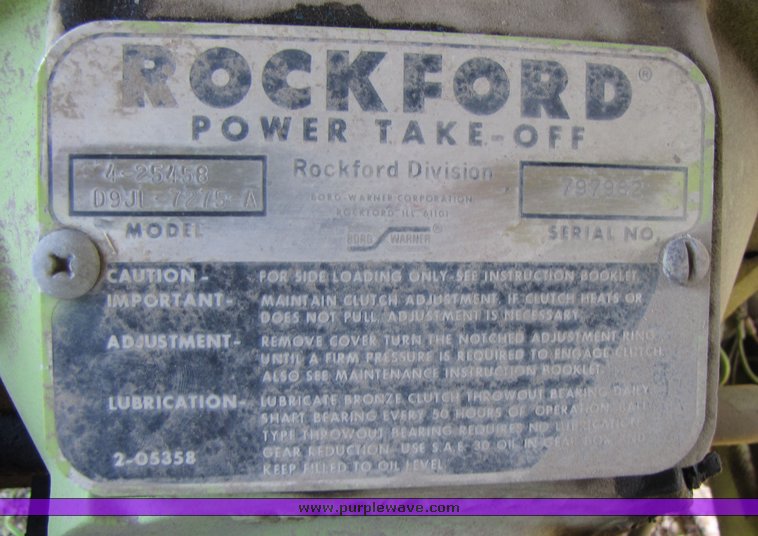 ROCKFORD®
POWER TAKE-OFF
Rockford Division
4-25458
D9JL-7275-A
MODEL
BORG-WARNER CORPORATION
ROCKFORD ILL. 61101
BORG WARNER®
797982
SERIAL NO.
CAUTION - FOR SIDE LOADING ONLY-SEE INSTRUCTION BOOKLET
IMPORTANT- MAINTAIN CLUTCH ADJUSTMENT. IF CLUTCH HEATS OR
DOES NOT PULL, ADJUSTMENT IS NECESSARY
ADJUSTMENT- REMOVE COVER TURN THE NOTCHED ADJUSTMENT RING
UNTIL A FIRM PRESSURE IS REQUIRED TO ENGAGE CLUTCH.
ALSO SEE MAINTENANCE INSTRUCTION BOOKLET
LUBRICATION- LUBRICATE BRONZE CLUTCH THROWOUT BEARING DAILY
SHAFT BEARING EVERY 50 HOURS OF OPERATION. BALL
TYPE THROWOUT BEARING REQUIRES NO LUBRICATION.
GEAR REDUCTION: USE S.A.E. 30 OIL IN GEAR BOX AND
KEEP FILLED TO OIL LEVEL
2-05358
www.purplewave.com